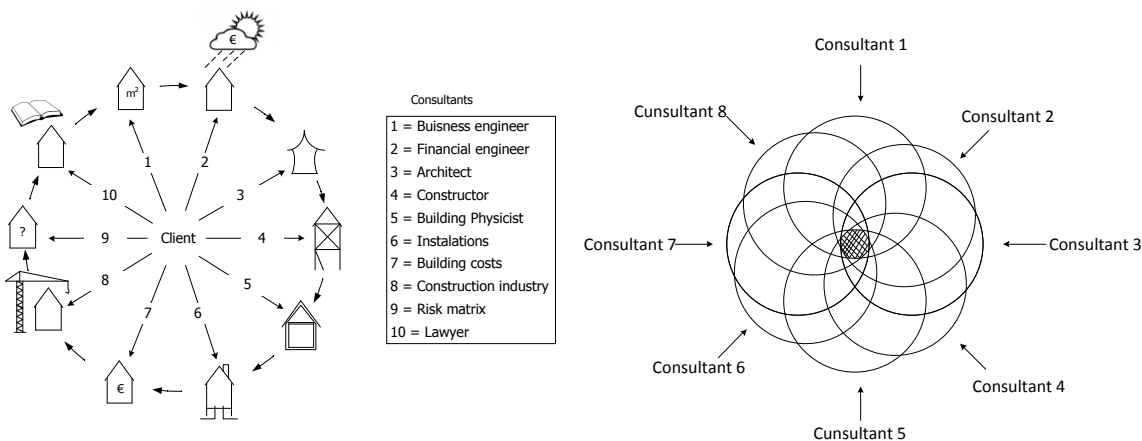 €
m²
1
2
3
10
?
9
Client
4
8
5
7
6
€
Consultants
1 = Buisness engineer
2 = Financial engineer
3 = Architect
4 = Constructor
5 = Building Physicist
6 = Instalations
7 = Building costs
8 = Construction industry
9 = Risk matrix
10 = Lawyer
Consultant 1
Cunsultant 8
Consultant 2
Consultant 7
Consultant 3
Consultant 6
Consultant 4
Cunsultant 5